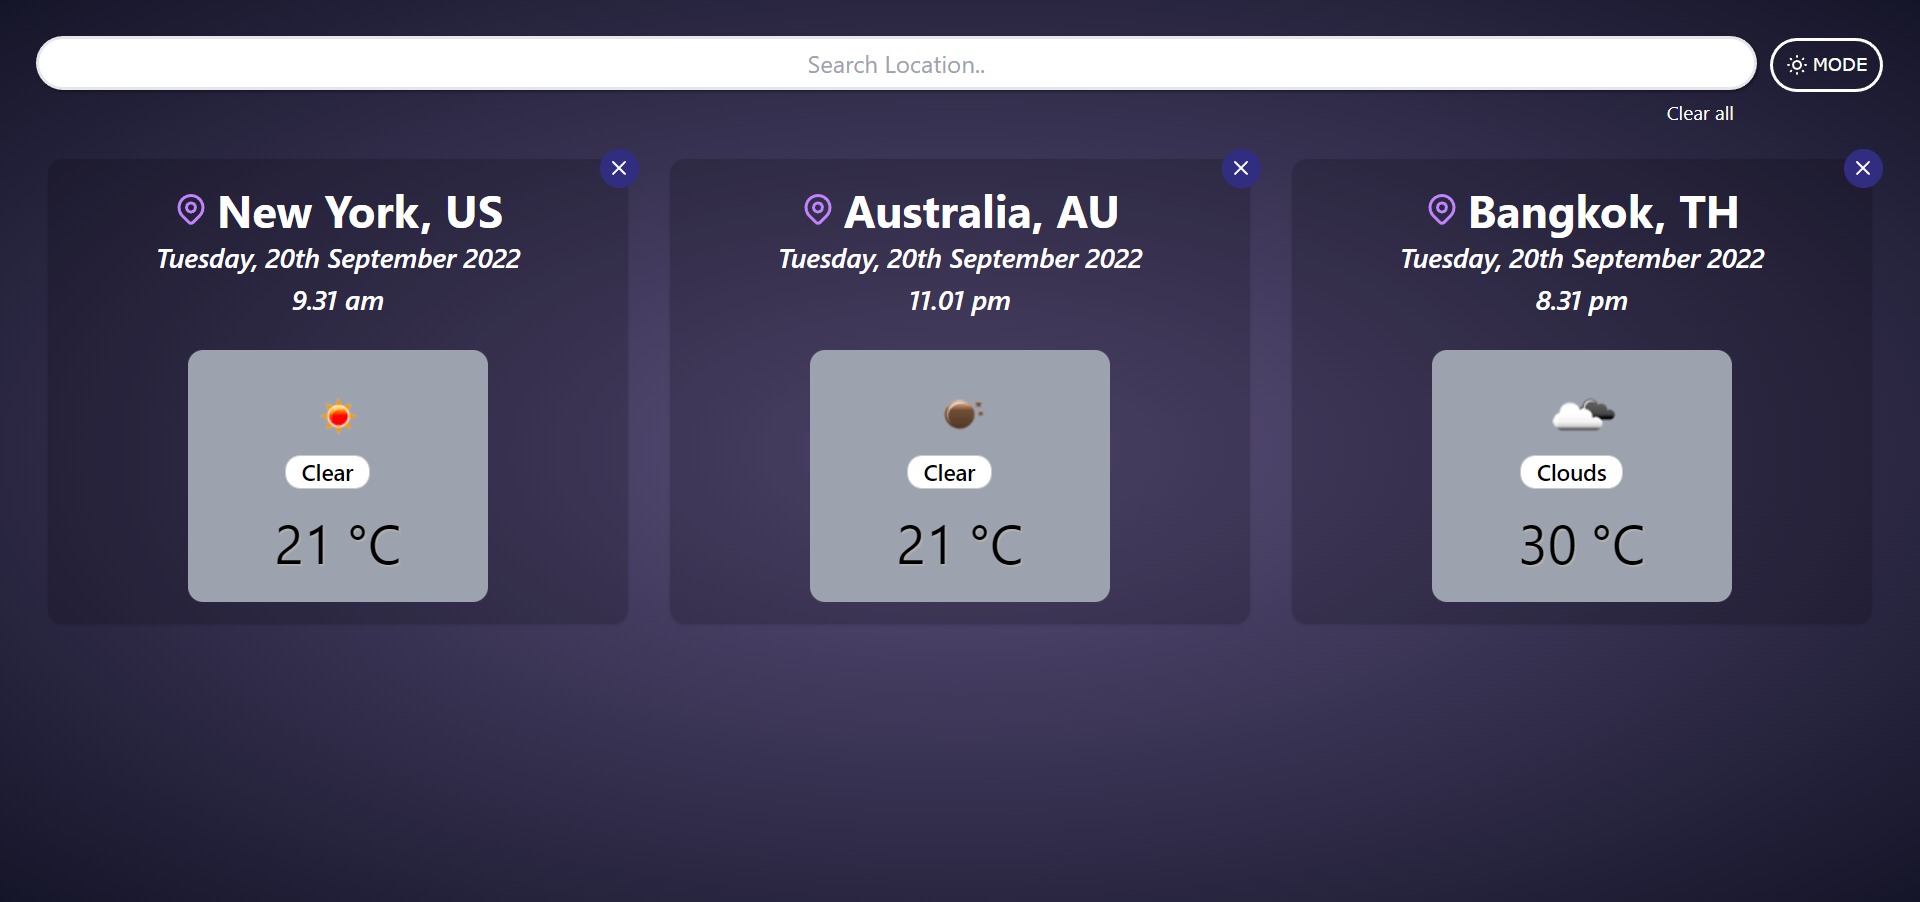 Search Location..
MODE
Clear all
New York, US
Tuesday, 20th September 2022
9.31 am
Clear
21 °C
Australia, AU
Tuesday, 20th September 2022
11.01 pm
Clear
21 °C
Bangkok, TH
Tuesday, 20th September 2022
8.31 pm
Clouds
30 °C